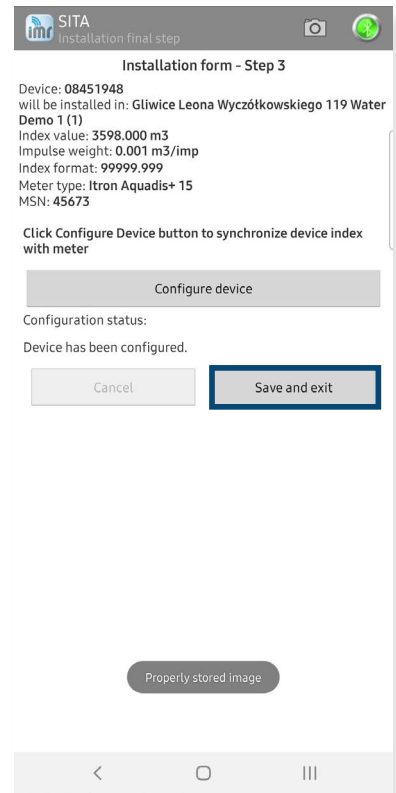 imr
SITA
Installation final step
Installation form - Step 3
Device: 08451948
will be installed in: Gliwice Leona Wyczółkowskiego 119 Water
Demo 1 (1)
Index value: 3598.000 m3
Impulse weight: 0.001 m3/imp
Index format: 99999.999
Meter type: Itron Aquadis+ 15
MSN: 45673
Click Configure Device button to synchronize device index
with meter
Configure device
Configuration status:
Device has been configured.
Cancel
Save and exit
Properly stored image